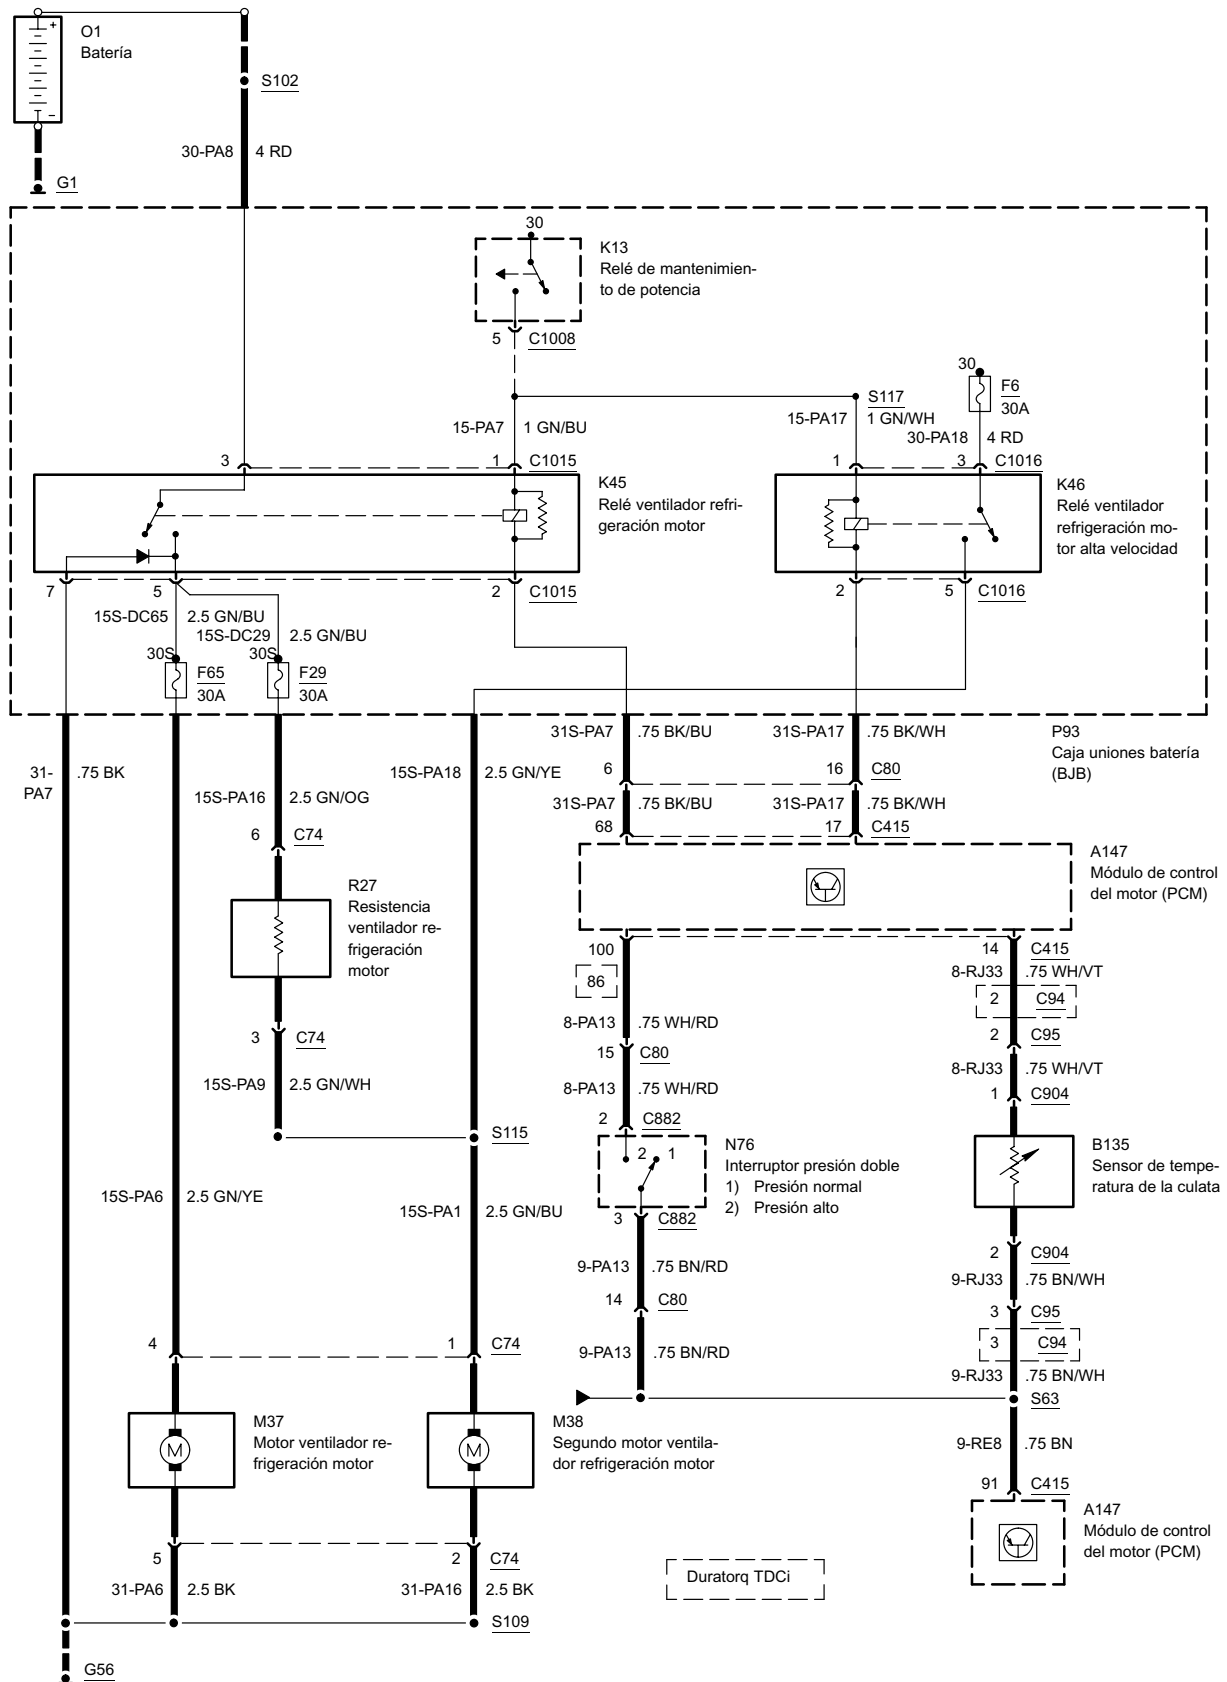 +
–
O1
Batería
S102
30-PA8
4 RD
G1
30
K13
Relé de mantenimien-
to de potencia
5
C1008
30
F6
30A
S117
15-PA7
1 GN/BU
15-PA17
1 GN/WH
30-PA18
4 RD
3
1
C1015
1
3
C1016
K45
Relé ventilador refri-
geración motor
K46
Relé ventilador
refrigeración mo-
tor alta velocidad
7
5
2
C1015
2
5
C1016
15S-DC65
2.5 GN/BU
15S-DC29
2.5 GN/BU
30S
F65
30A
30S
F29
30A
31S-PA7
.75 BK/BU
31S-PA17
.75 BK/WH
P93
Caja uniones batería
(BJB)
31-
PA7
.75 BK
15S-PA16
2.5 GN/OG
15S-PA18
2.5 GN/YE
6
16
C80
31S-PA7
.75 BK/BU
31S-PA17
.75 BK/WH
6
C74
68
17
C415
A147
Módulo de control
del motor (PCM)
R27
Resistencia
ventilador re-
frigeración
motor
100
14
C415
86
8-RJ33
.75 WH/VT
2
C94
8-PA13
.75 WH/RD
3
C74
2
C95
15
C80
8-RJ33
.75 WH/VT
15S-PA9
2.5 GN/WH
8-PA13
.75 WH/RD
1
C904
2
C882
S115
2
1
N76
Interruptor presión doble
1) Presión normal
2) Presión alto
B135
Sensor de tempe-
ratura de la culata
15S-PA6
2.5 GN/YE
15S-PA1
2.5 GN/BU
3
C882
2
C904
9-PA13
.75 BN/RD
9-RJ33
.75 BN/WH
14
C80
3
C95
4
1
C74
3
C94
9-PA13
.75 BN/RD
9-RJ33
.75 BN/WH
S63
M
M37
Motor ventilador re-
frigeración motor
M
M38
Segundo motor ventila-
dor refrigeración motor
9-RE8
.75 BN
91
C415
A147
Módulo de control
del motor (PCM)
5
2
C74
Duratorq TDCi
31-PA6
2.5 BK
31-PA16
2.5 BK
S109
G56